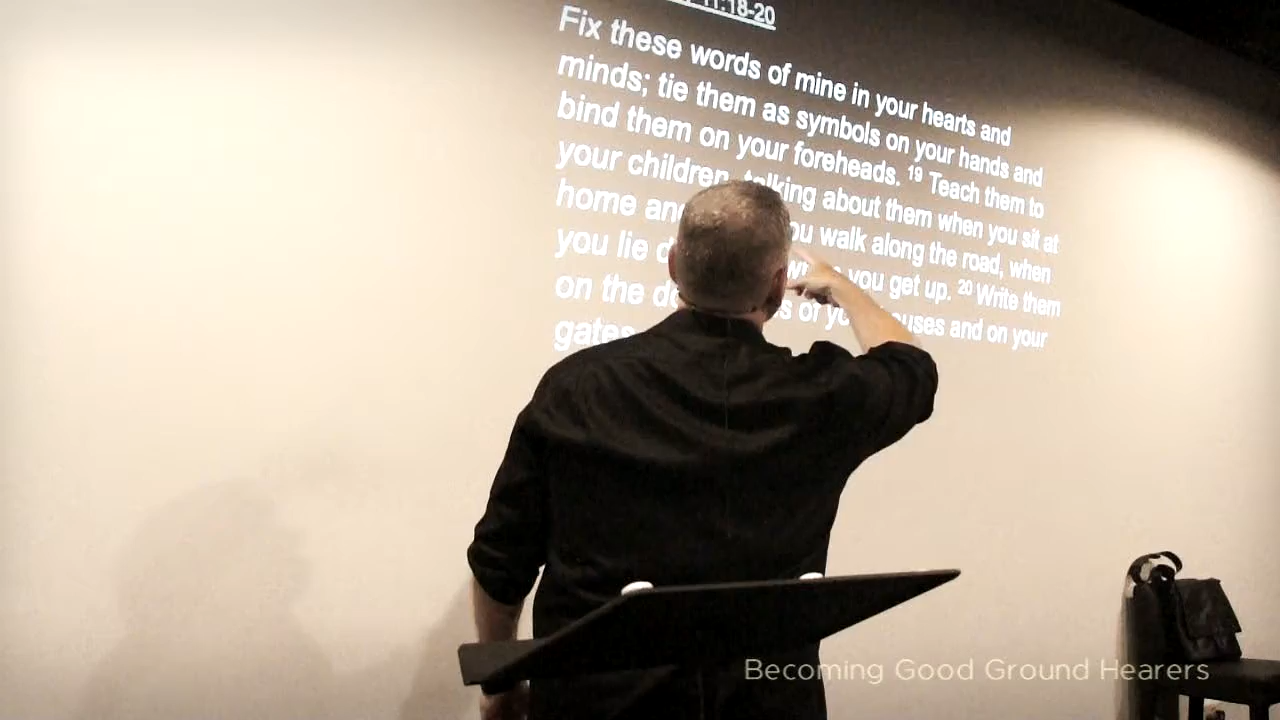 11:18-20
Fix these words of mine in your hearts and
minds; tie them as symbols on your hands and
bind them on your foreheads. 19 Teach them to
your children, talking about them when you sit at
home and you walk along the road, when
you lie you get up. 20 Write them
on the of your houses and on your
gates
Becoming Good Ground Hearers